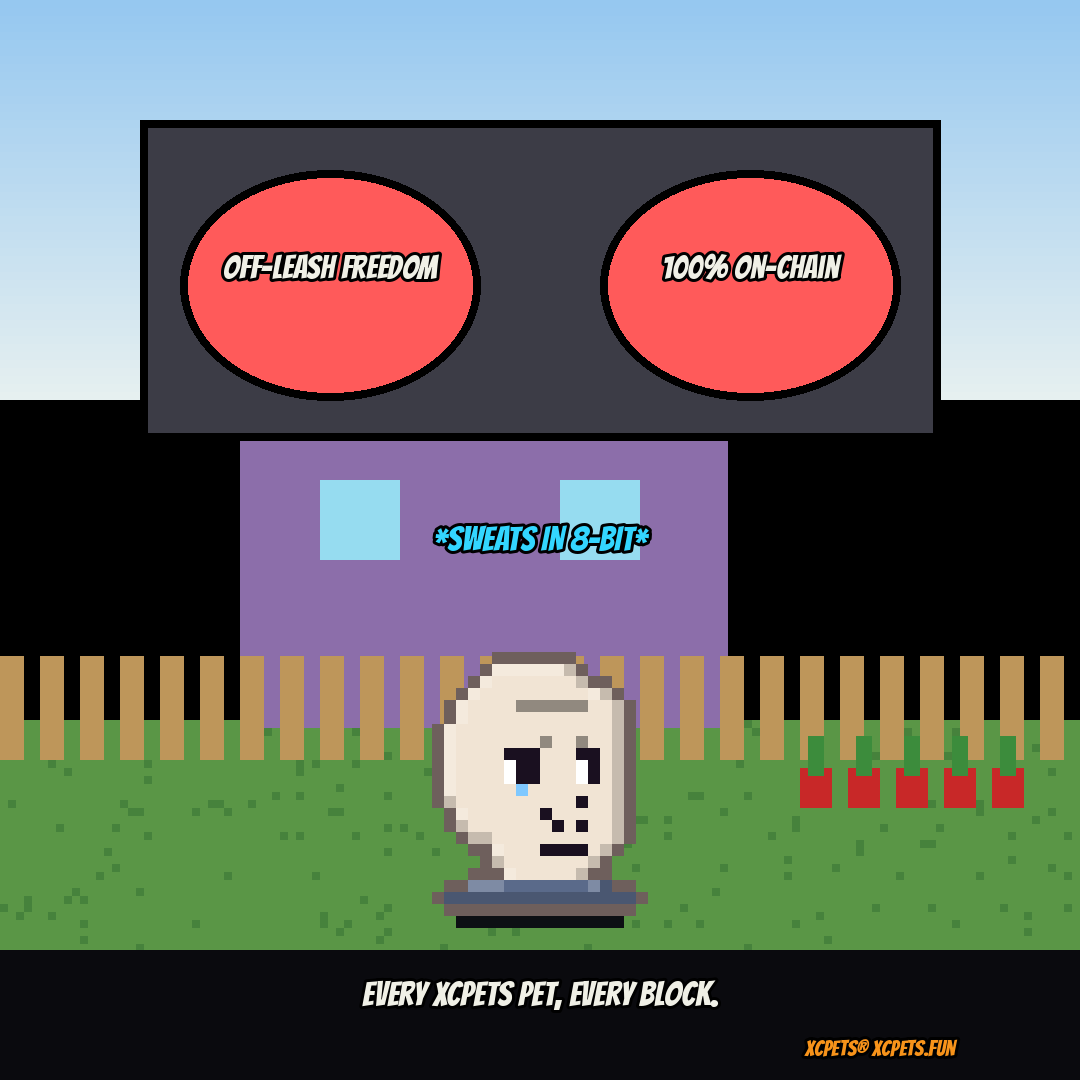 OFF-LEASH FREEDOM
100% ON-CHAIN
*SWEATS IN 8-BIT*
EVERY XCPETS PET, EVERY BLOCK.
XCPETS® XCPETS.FUN